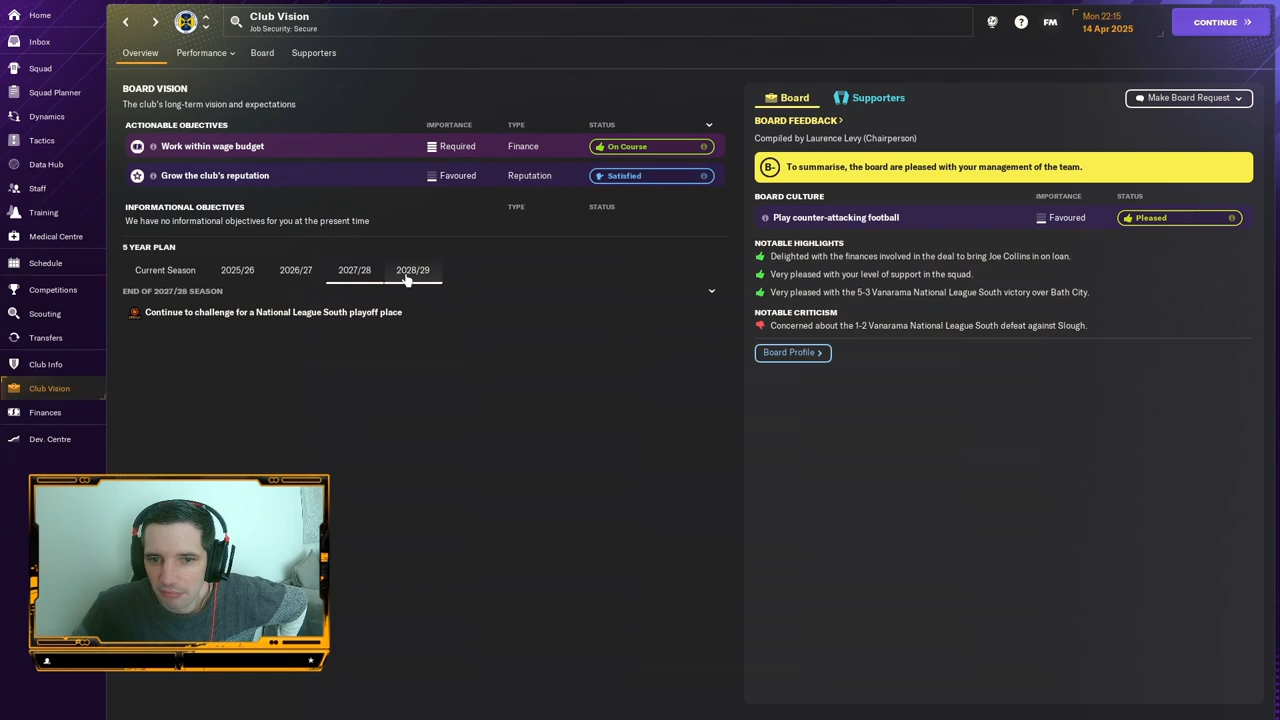 Home
Inbox
Squad
Squad Planner
Dynamics
Tactics
Data Hub
Staff
Training
Medical Centre
Schedule
Competitions
Scouting
Transfers
Club Info
Club Vision
Finances
Dev. Centre
Club Vision
Job Security: Secure
?
FM
Mon 22:15
14 Apr 2025
CONTINUE
Overview
Performance
Board
Supporters
BOARD VISION
The club's long-term vision and expectations
ACTIONABLE OBJECTIVES IMPORTANCE TYPE STATUS
Work within wage budget Required Finance On Course
Grow the club's reputation Favoured Reputation Satisfied
INFORMATIONAL OBJECTIVES TYPE STATUS
We have no informational objectives for you at the present time
5 YEAR PLAN
Current Season 2025/26 2026/27 2027/28 2028/29
END OF 2027/28 SEASON
Continue to challenge for a National League South playoff place
Board Supporters
Make Board Request
BOARD FEEDBACK
Compiled by Laurence Levy (Chairperson)
B- To summarise, the board are pleased with your management of the team.
BOARD CULTURE IMPORTANCE STATUS
Play counter-attacking football Favoured Pleased
NOTABLE HIGHLIGHTS
Delighted with the finances involved in the deal to bring Joe Collins in on loan.
Very pleased with your level of support in the squad.
Very pleased with the 5-3 Vanarama National League South victory over Bath City.
NOTABLE CRITICISM
Concerned about the 1-2 Vanarama National League South defeat against Slough.
Board Profile